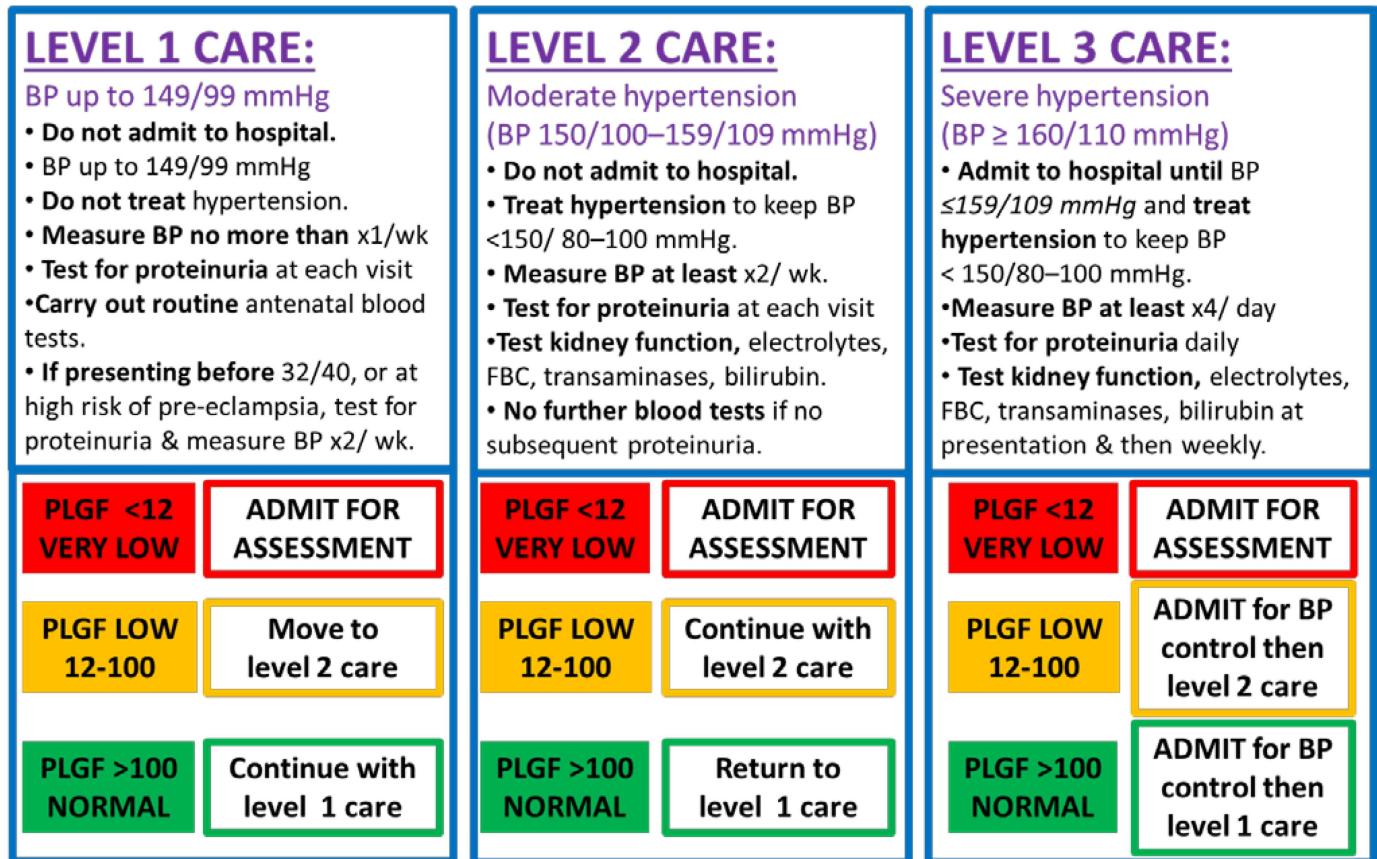 LEVEL 1 CARE:
BP up to 149/99 mmHg
• Do not admit to hospital.
• BP up to 149/99 mmHg
• Do not treat hypertension.
• Measure BP no more than x1/wk
• Test for proteinuria at each visit
•Carry out routine antenatal blood
tests.
• If presenting before 32/40, or at
high risk of pre-eclampsia, test for
proteinuria & measure BP x2/ wk.
PLGF <12
VERY LOW
ADMIT FOR
ASSESSMENT
PLGF LOW
12-100
Move to
level 2 care
PLGF >100
NORMAL
Continue with
level 1 care
LEVEL 2 CARE:
Moderate hypertension
(BP 150/100–159/109 mmHg)
• Do not admit to hospital.
• Treat hypertension to keep BP
<150/ 80–100 mmHg.
• Measure BP at least x2/ wk.
• Test for proteinuria at each visit
•Test kidney function, electrolytes,
FBC, transaminases, bilirubin.
• No further blood tests if no
subsequent proteinuria.
PLGF <12
VERY LOW
ADMIT FOR
ASSESSMENT
PLGF LOW
12-100
Continue with
level 2 care
PLGF >100
NORMAL
Return to
level 1 care
LEVEL 3 CARE:
Severe hypertension
(BP ≥ 160/110 mmHg)
• Admit to hospital until BP
≤159/109 mmHg and treat
hypertension to keep BP
< 150/80–100 mmHg.
•Measure BP at least x4/ day
•Test for proteinuria daily
• Test kidney function, electrolytes,
FBC, transaminases, bilirubin at
presentation & then weekly.
PLGF <12
VERY LOW
ADMIT FOR
ASSESSMENT
PLGF LOW
12-100
ADMIT for BP
control then
level 2 care
PLGF >100
NORMAL
ADMIT for BP
control then
level 1 care